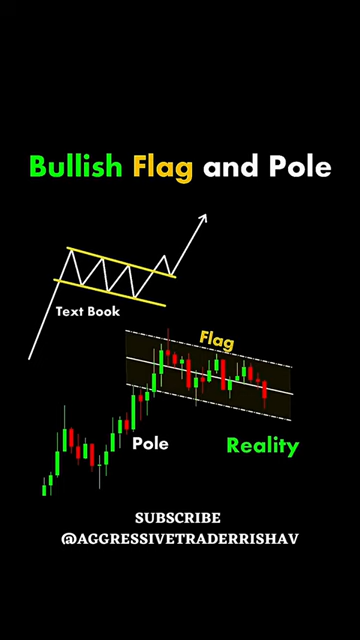 Bullish Flag and Pole
Text Book
Flag
Pole
Reality
SUBSCRIBE
@AGGRESSIVETRADERRISHAV